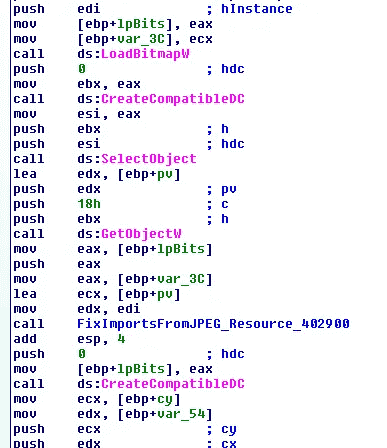 push edi ; hInstance
mov [ebp+lpBits], eax
mov [ebp+var_3C], ecx
call ds:LoadBitmapW
push 0 ; hdc
mov ebx, eax
call ds:CreateCompatibleDC
mov esi, eax
push ebx ; h
push esi ; hdc
call ds:SelectObject
lea edx, [ebp+pv]
push edx ; pv
push 18h ; c
push ebx ; h
call ds:GetObjectW
mov eax, [ebp+lpBits]
push eax
mov eax, [ebp+var_3C]
lea ecx, [ebp+pv]
mov edx, edi
call FixImportsFromJPEG_Resource_402900
add esp, 4
push 0 ; hdc
mov [ebp+lpBits], eax
call ds:CreateCompatibleDC
mov ecx, [ebp+cy]
mov edx, [ebp+var_54]
push ecx ; cy
push edx ; cx